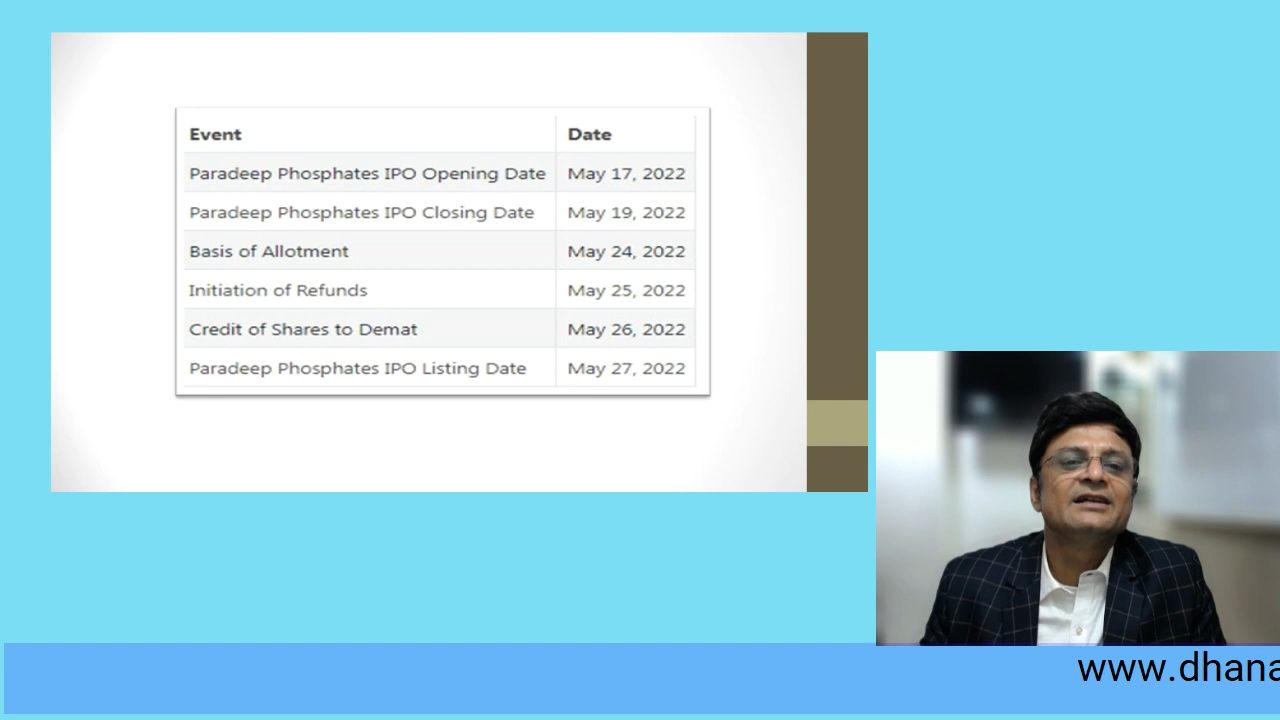 Event Date
Paradeep Phosphates IPO Opening Date May 17, 2022
Paradeep Phosphates IPO Closing Date May 19, 2022
Basis of Allotment May 24, 2022
Initiation of Refunds May 25, 2022
Credit of Shares to Demat May 26, 2022
Paradeep Phosphates IPO Listing Date May 27, 2022
www.dhana